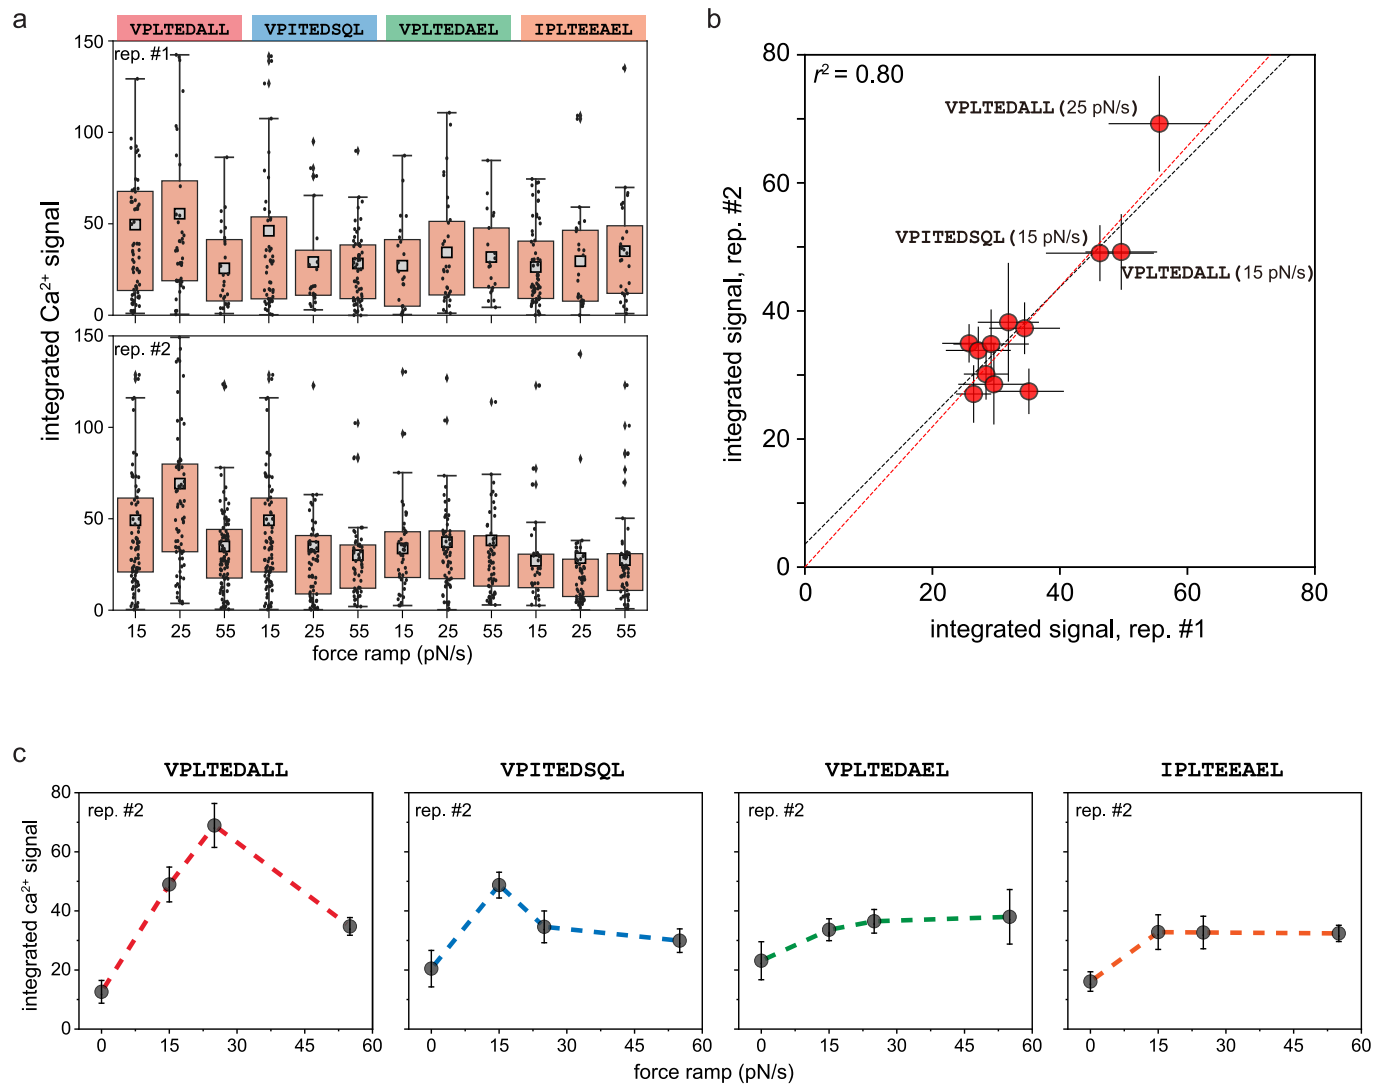 a
VPLTEDALL VPITEDSQL VPLTEDAEL IPLTEEAEL
rep. #1
150
100
50
0
rep. #2
150
100
50
0
integrated Ca²⁺ signal
15 25 55 15 25 55 15 25 55 15 25 55
force ramp (pN/s)
b
r² = 0.80
VPLTEDALL (25 pN/s)
VPITEDSQL (15 pN/s)
VPLTEDALL (15 pN/s)
80
60
40
20
0
integrated signal, rep. #2
0 20 40 60 80
integrated signal, rep. #1
c
VPLTEDALL VPITEDSQL VPLTEDAEL IPLTEEAEL
rep. #2 rep. #2 rep. #2 rep. #2
80
60
40
20
0
integrated ca²⁺ signal
0 15 30 45 60 0 15 30 45 60 0 15 30 45 60 0 15 30 45 60
force ramp (pN/s)